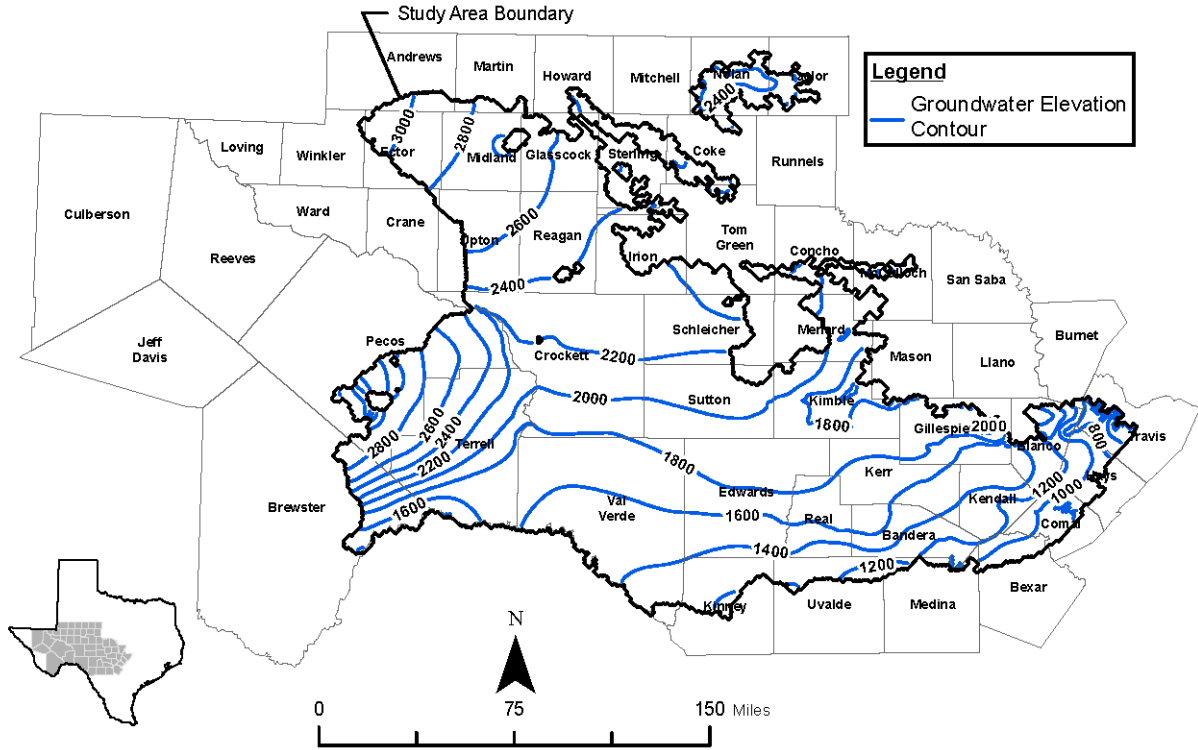 Study Area Boundary
Andrews
Martin
Howard
Mitchell
Nolan
2400
Legend
Groundwater Elevation
Contour
3000
2800
Loving
Winkler
Ector
Midland
Glasscock
Sterling
Coke
Runnels
Culberson
Ward
Crane
2600
Upton
Reagan
Tom
Green
Irion
Concho
McCulloch
San Saba
Reeves
2400
Jeff
Davis
Pecos
Crockett
2200
Schleicher
Menard
Mason
Llano
Burnet
2000
Sutton
Kimble
1800
Gillespie
2000
Blanco
800
Travis
2800
2600
2400
2200
Terrell
1800
Kerr
Edwards
Kendall
1200
1000
Hays
Brewster
1600
Val
Verde
1600
Real
Bandera
Comal
1400
1200
Kinney
Uvalde
Medina
Bexar
N
0
75
150 Miles